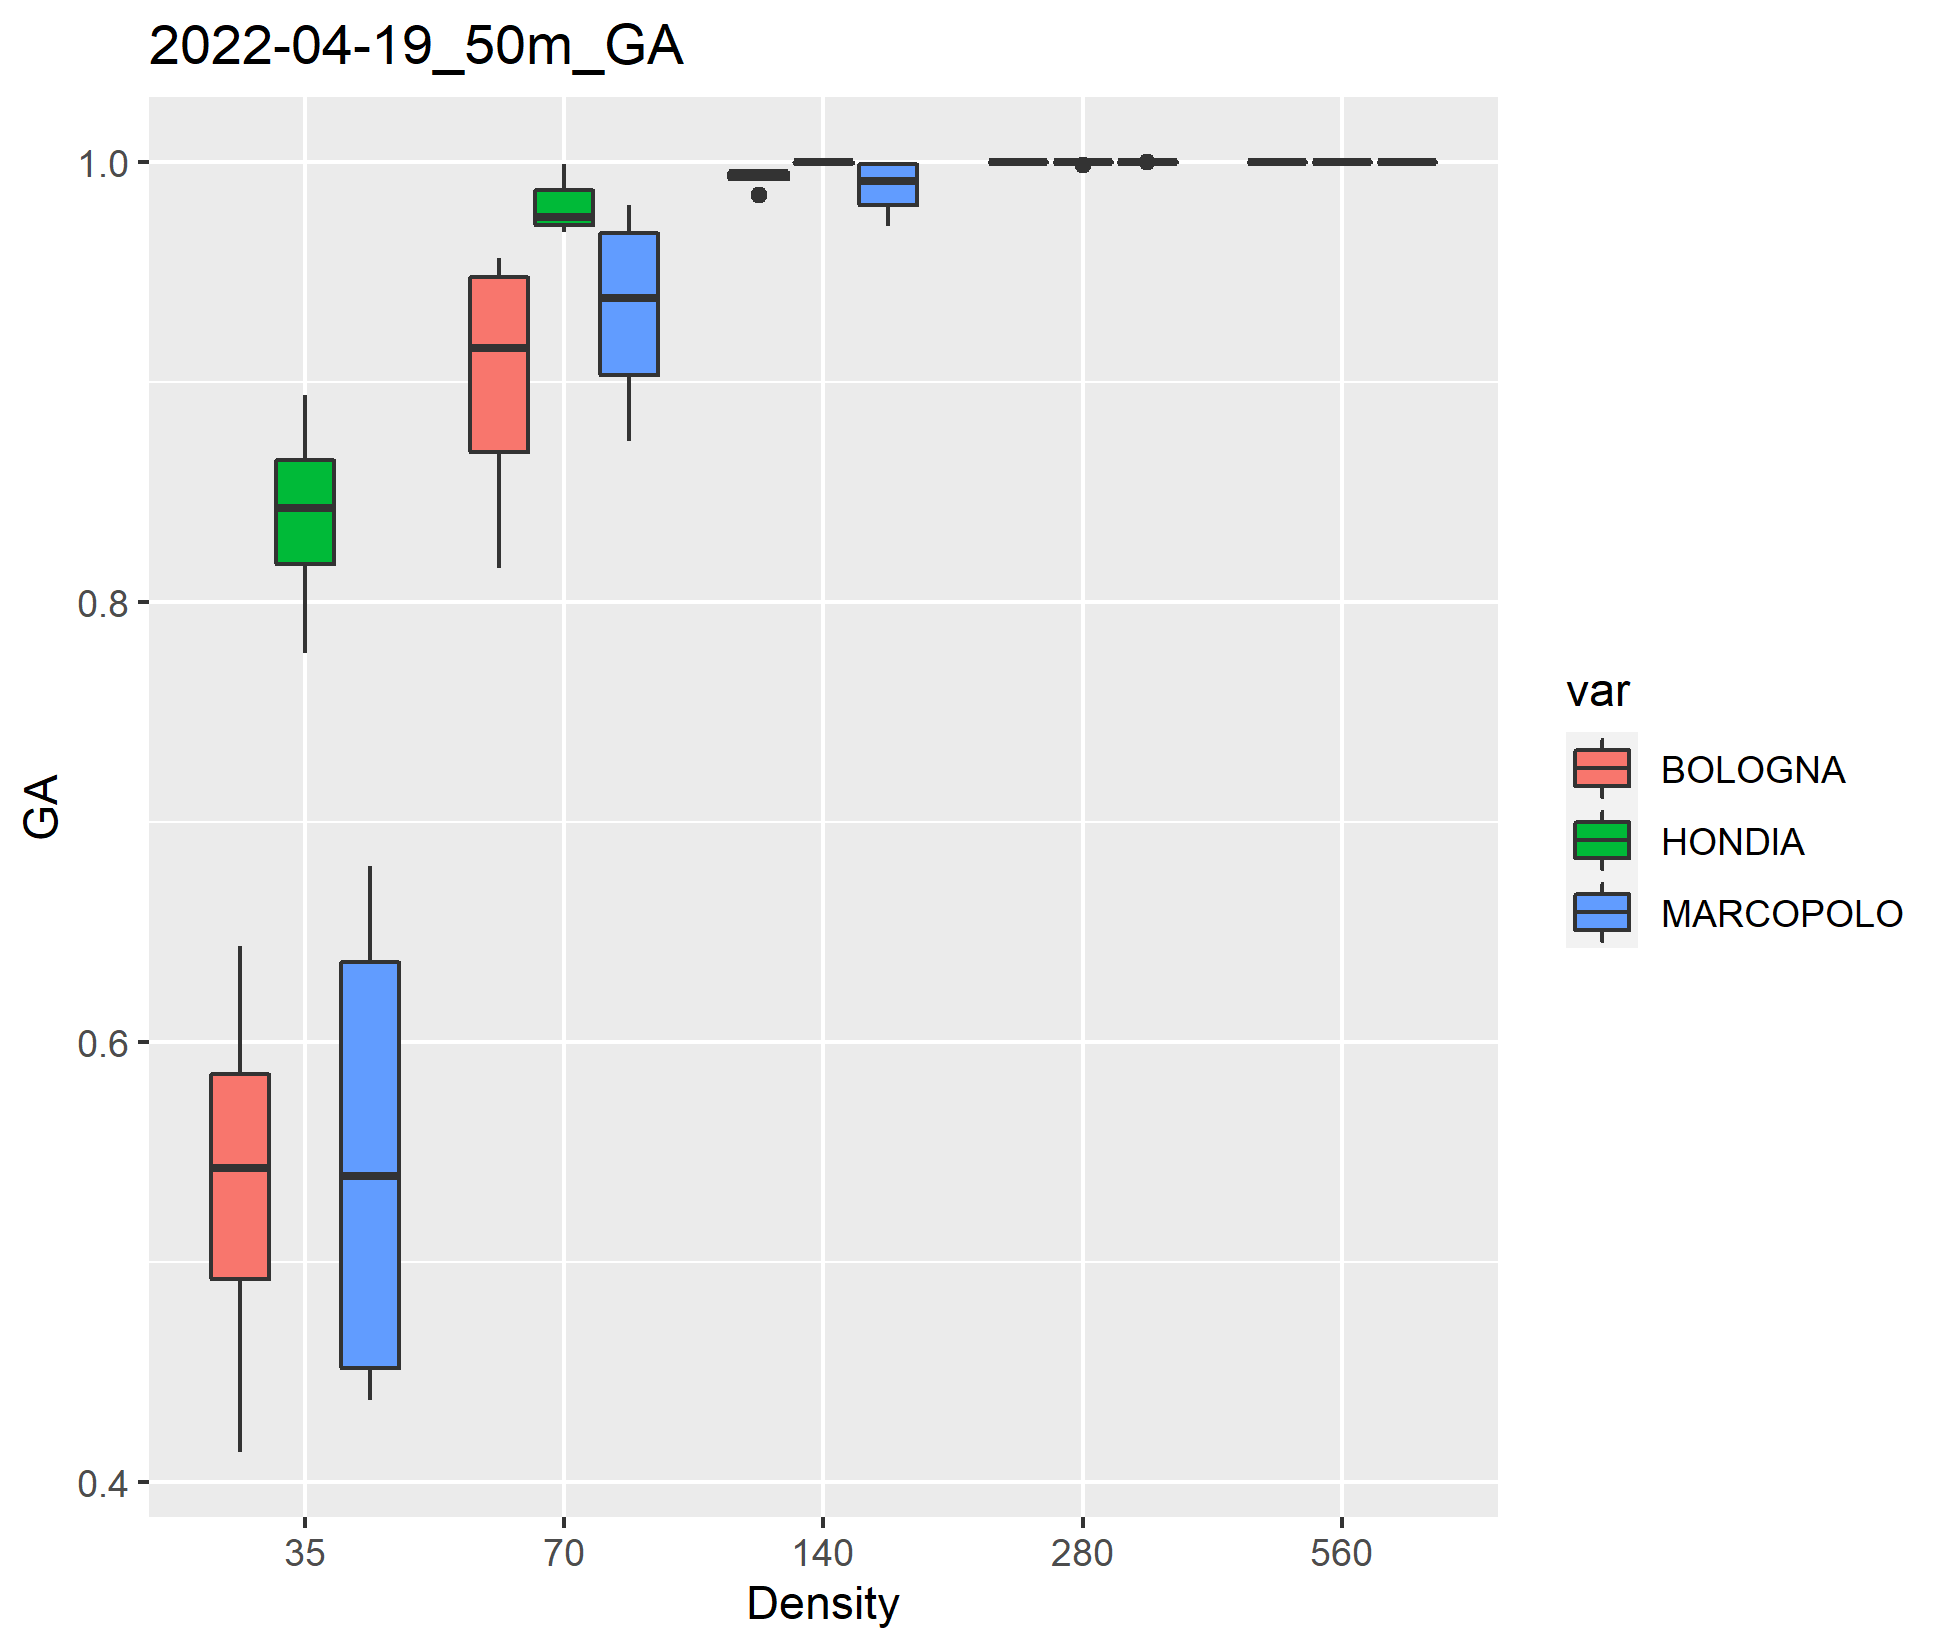 2022-04-19_50m_GA
GA
1.0
0.8
0.6
0.4
35 70 140 280 560
Density
var
BOLOGNA
HONDIA
MARCOPOLO